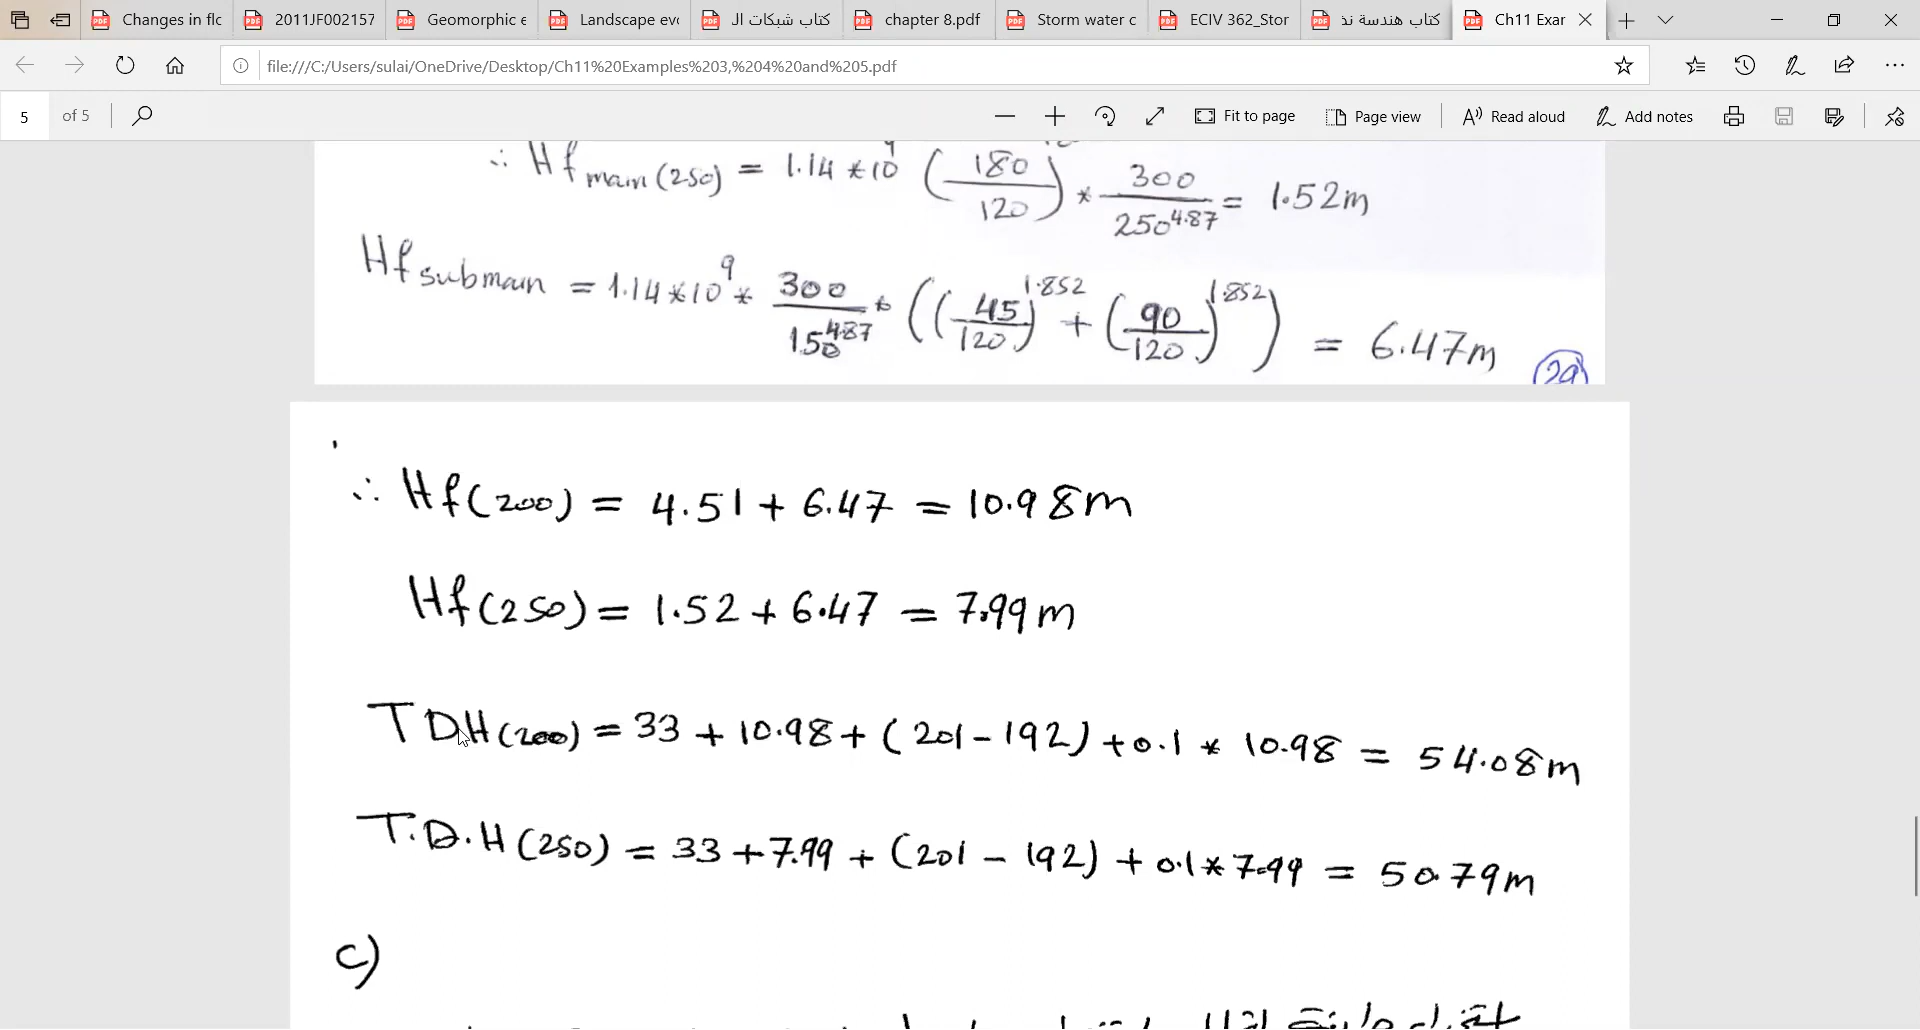 Changes in flc 2011JF002157 Geomorphic e Landscape evo كتاب شبكات ال chapter 8.pdf Storm water c ECIV 362_Stor كتاب هندسة نذ Ch11 Exar
file:///C:/Users/sulai/OneDrive/Desktop/Ch11%20Examples%203,%204%20and%205.pdf
5 of 5 Fit to page Page view Read aloud Add notes
∴ Hf main (250) = 1.14 * 10^9 (180/120) * 300/250^4.87 = 1.52m
Hf submain = 1.14*10^9 * 300/150^4.87 * ((45/120)^1.852 + (90/120)^1.852) = 6.47m
29
∴ Hf(200) = 4.51 + 6.47 = 10.98m
Hf(250) = 1.52 + 6.47 = 7.99m
TDH(200) = 33 + 10.98 + (201 - 192) + 0.1 * 10.98 = 54.08m
T.D.H(250) = 33 + 7.99 + (201 - 192) + 0.1 * 7.99 = 50.79m
c)